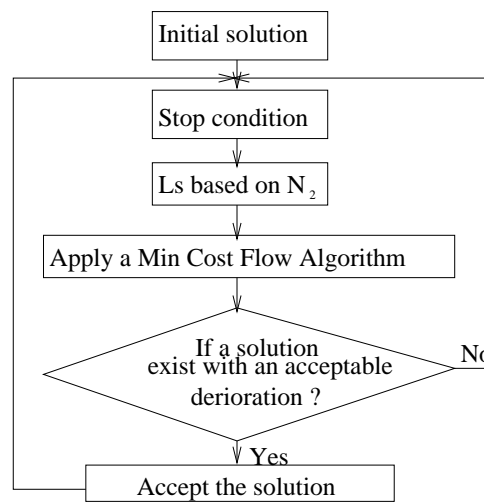 Initial solution
Stop condition
Ls based on N₂
Apply a Min Cost Flow Algorithm
If a solution
exist with an acceptable
derioration ?
No
Yes
Accept the solution